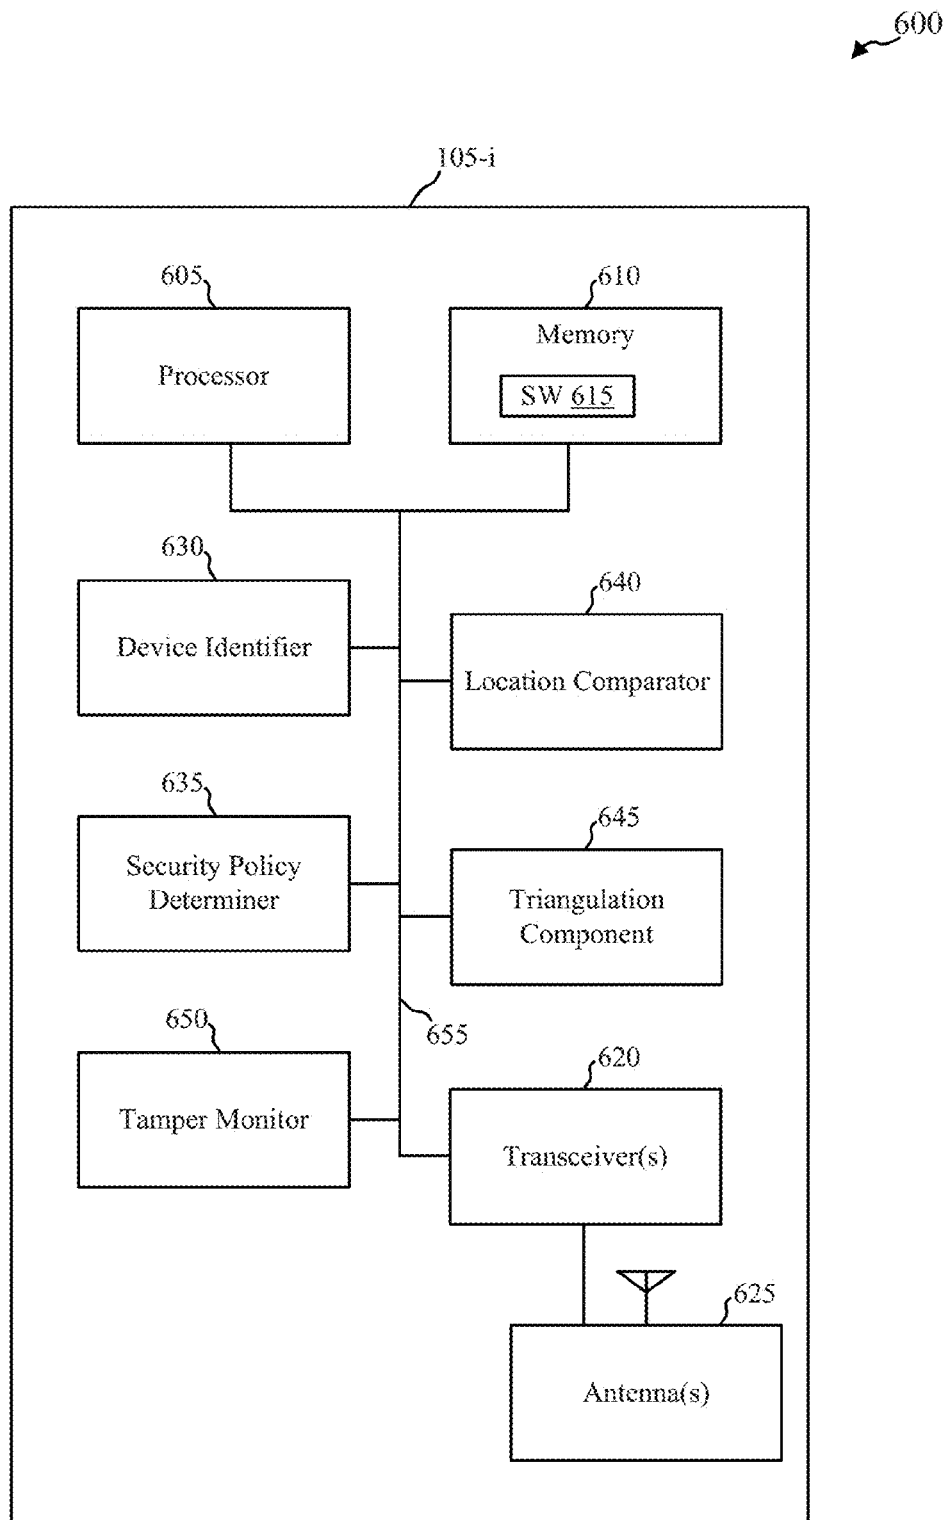 600
105-i
605
610
Processor
Memory
SW 615
630
640
Device Identifier
Location Comparator
635
645
Security Policy
Determiner
Triangulation
Component
650
655
620
Tamper Monitor
Transceiver(s)
625
Antenna(s)